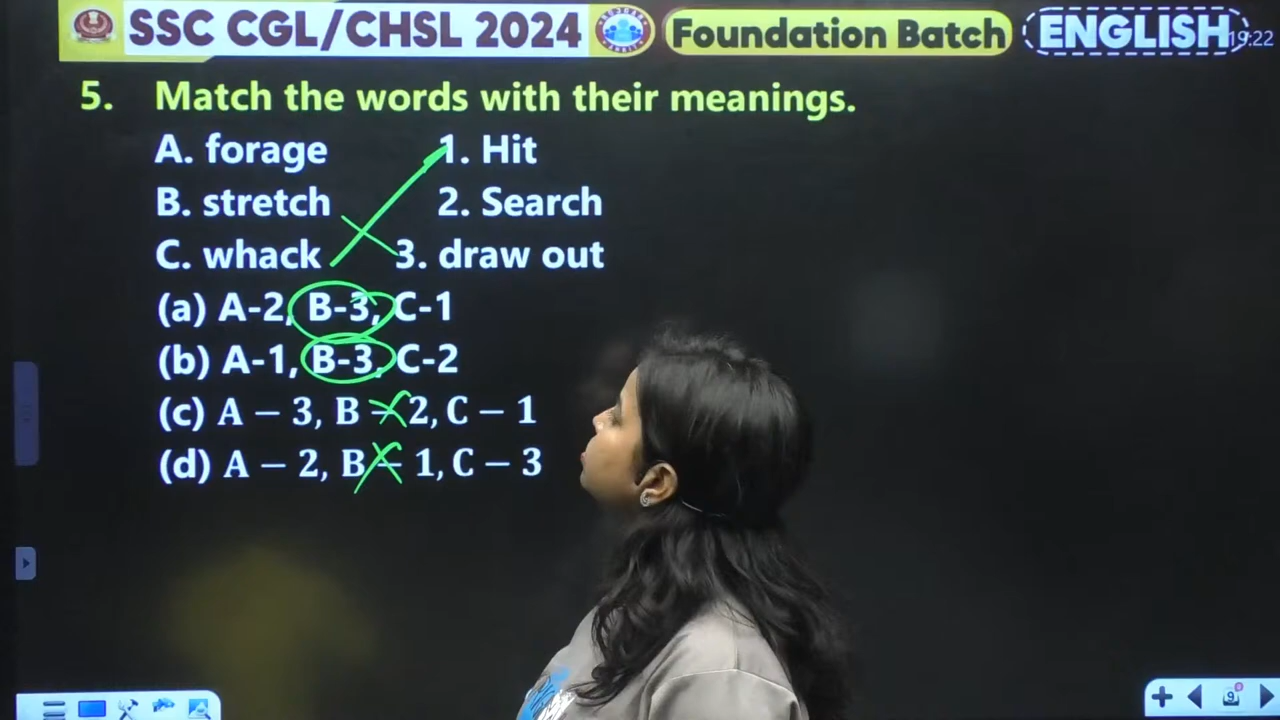 SSC CGL/CHSL 2024 Foundation Batch ENGLISH 19:22
5. Match the words with their meanings.
A. forage 1. Hit
B. stretch 2. Search
C. whack 3. draw out
(a) A-2, B-3, C-1
(b) A-1, B-3, C-2
(c) A – 3, B – 2, C – 1
(d) A – 2, B – 1, C – 3